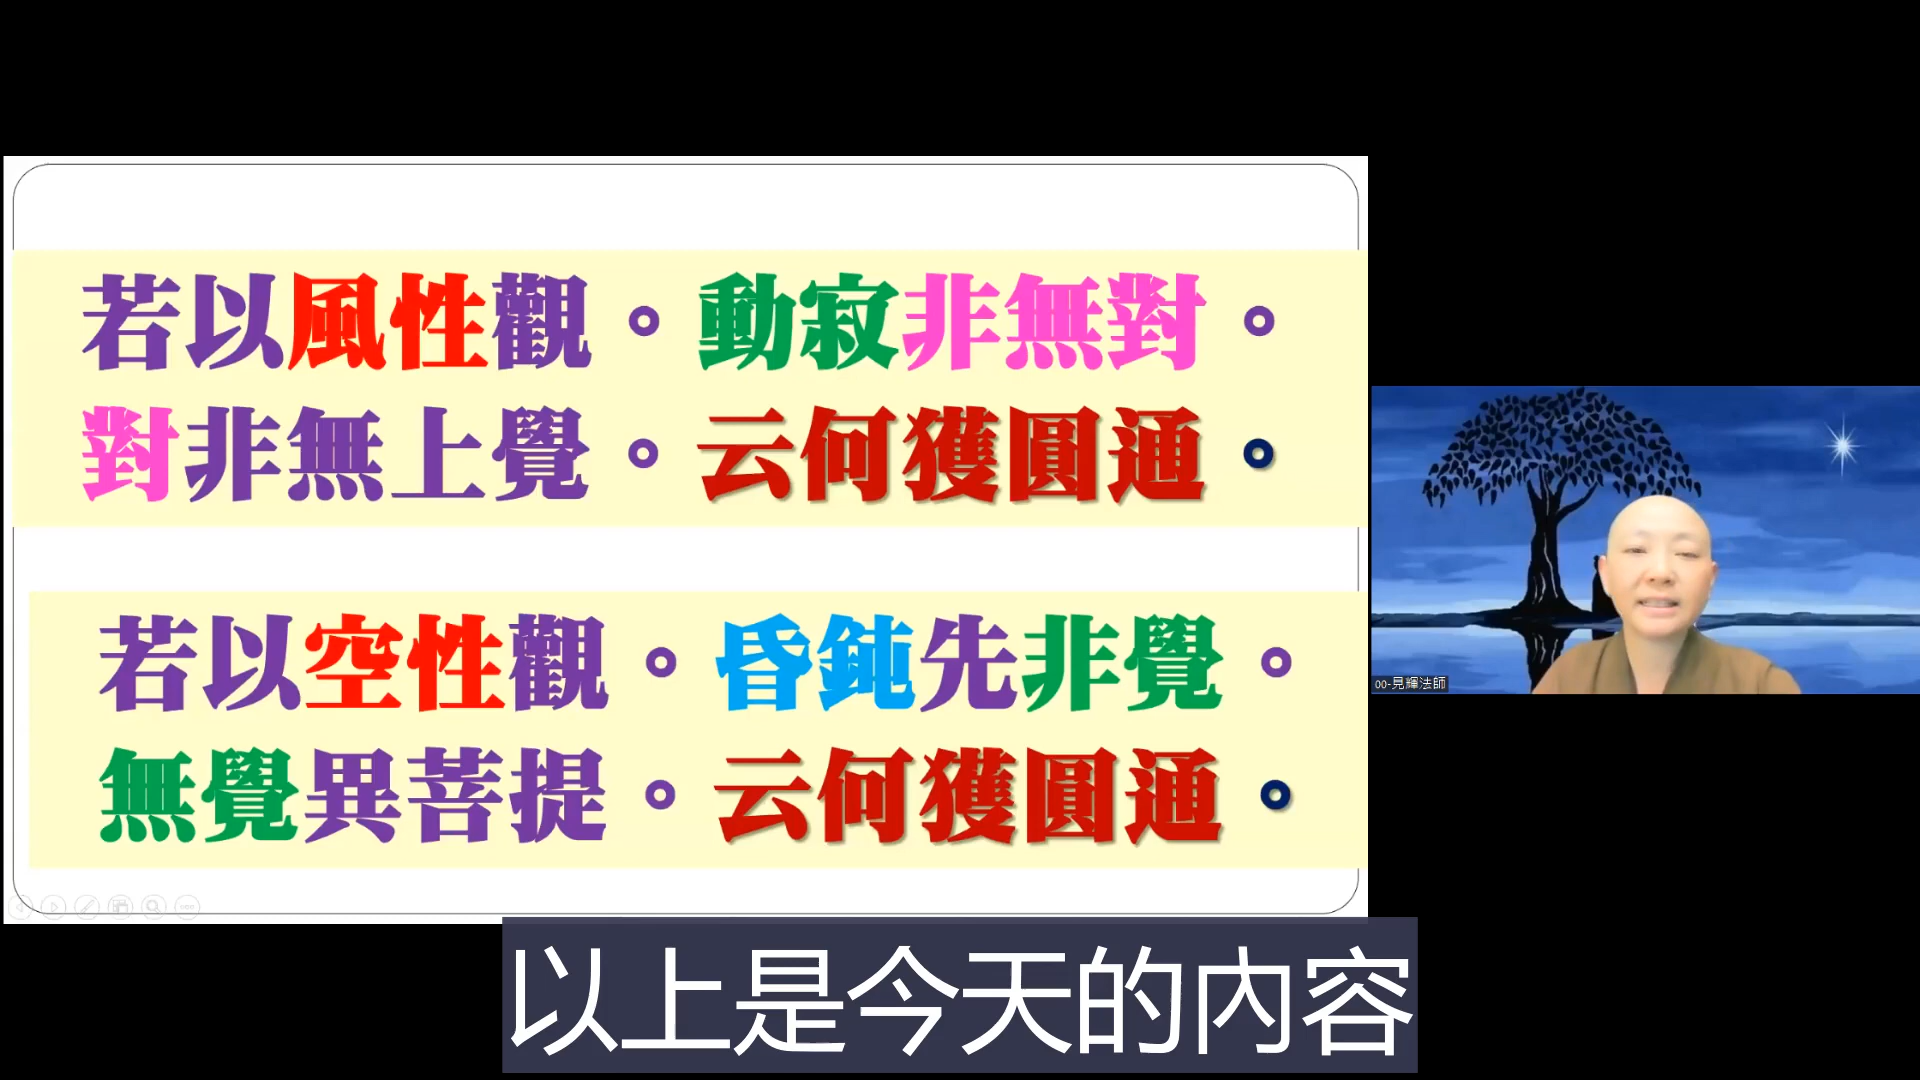 若以風性觀。動寂非無對。
對非無上覺。云何獲圓通。
若以空性觀。昏鈍先非覺。
無覺異菩提。云何獲圓通。
00-見輝法師
以上是今天的內容